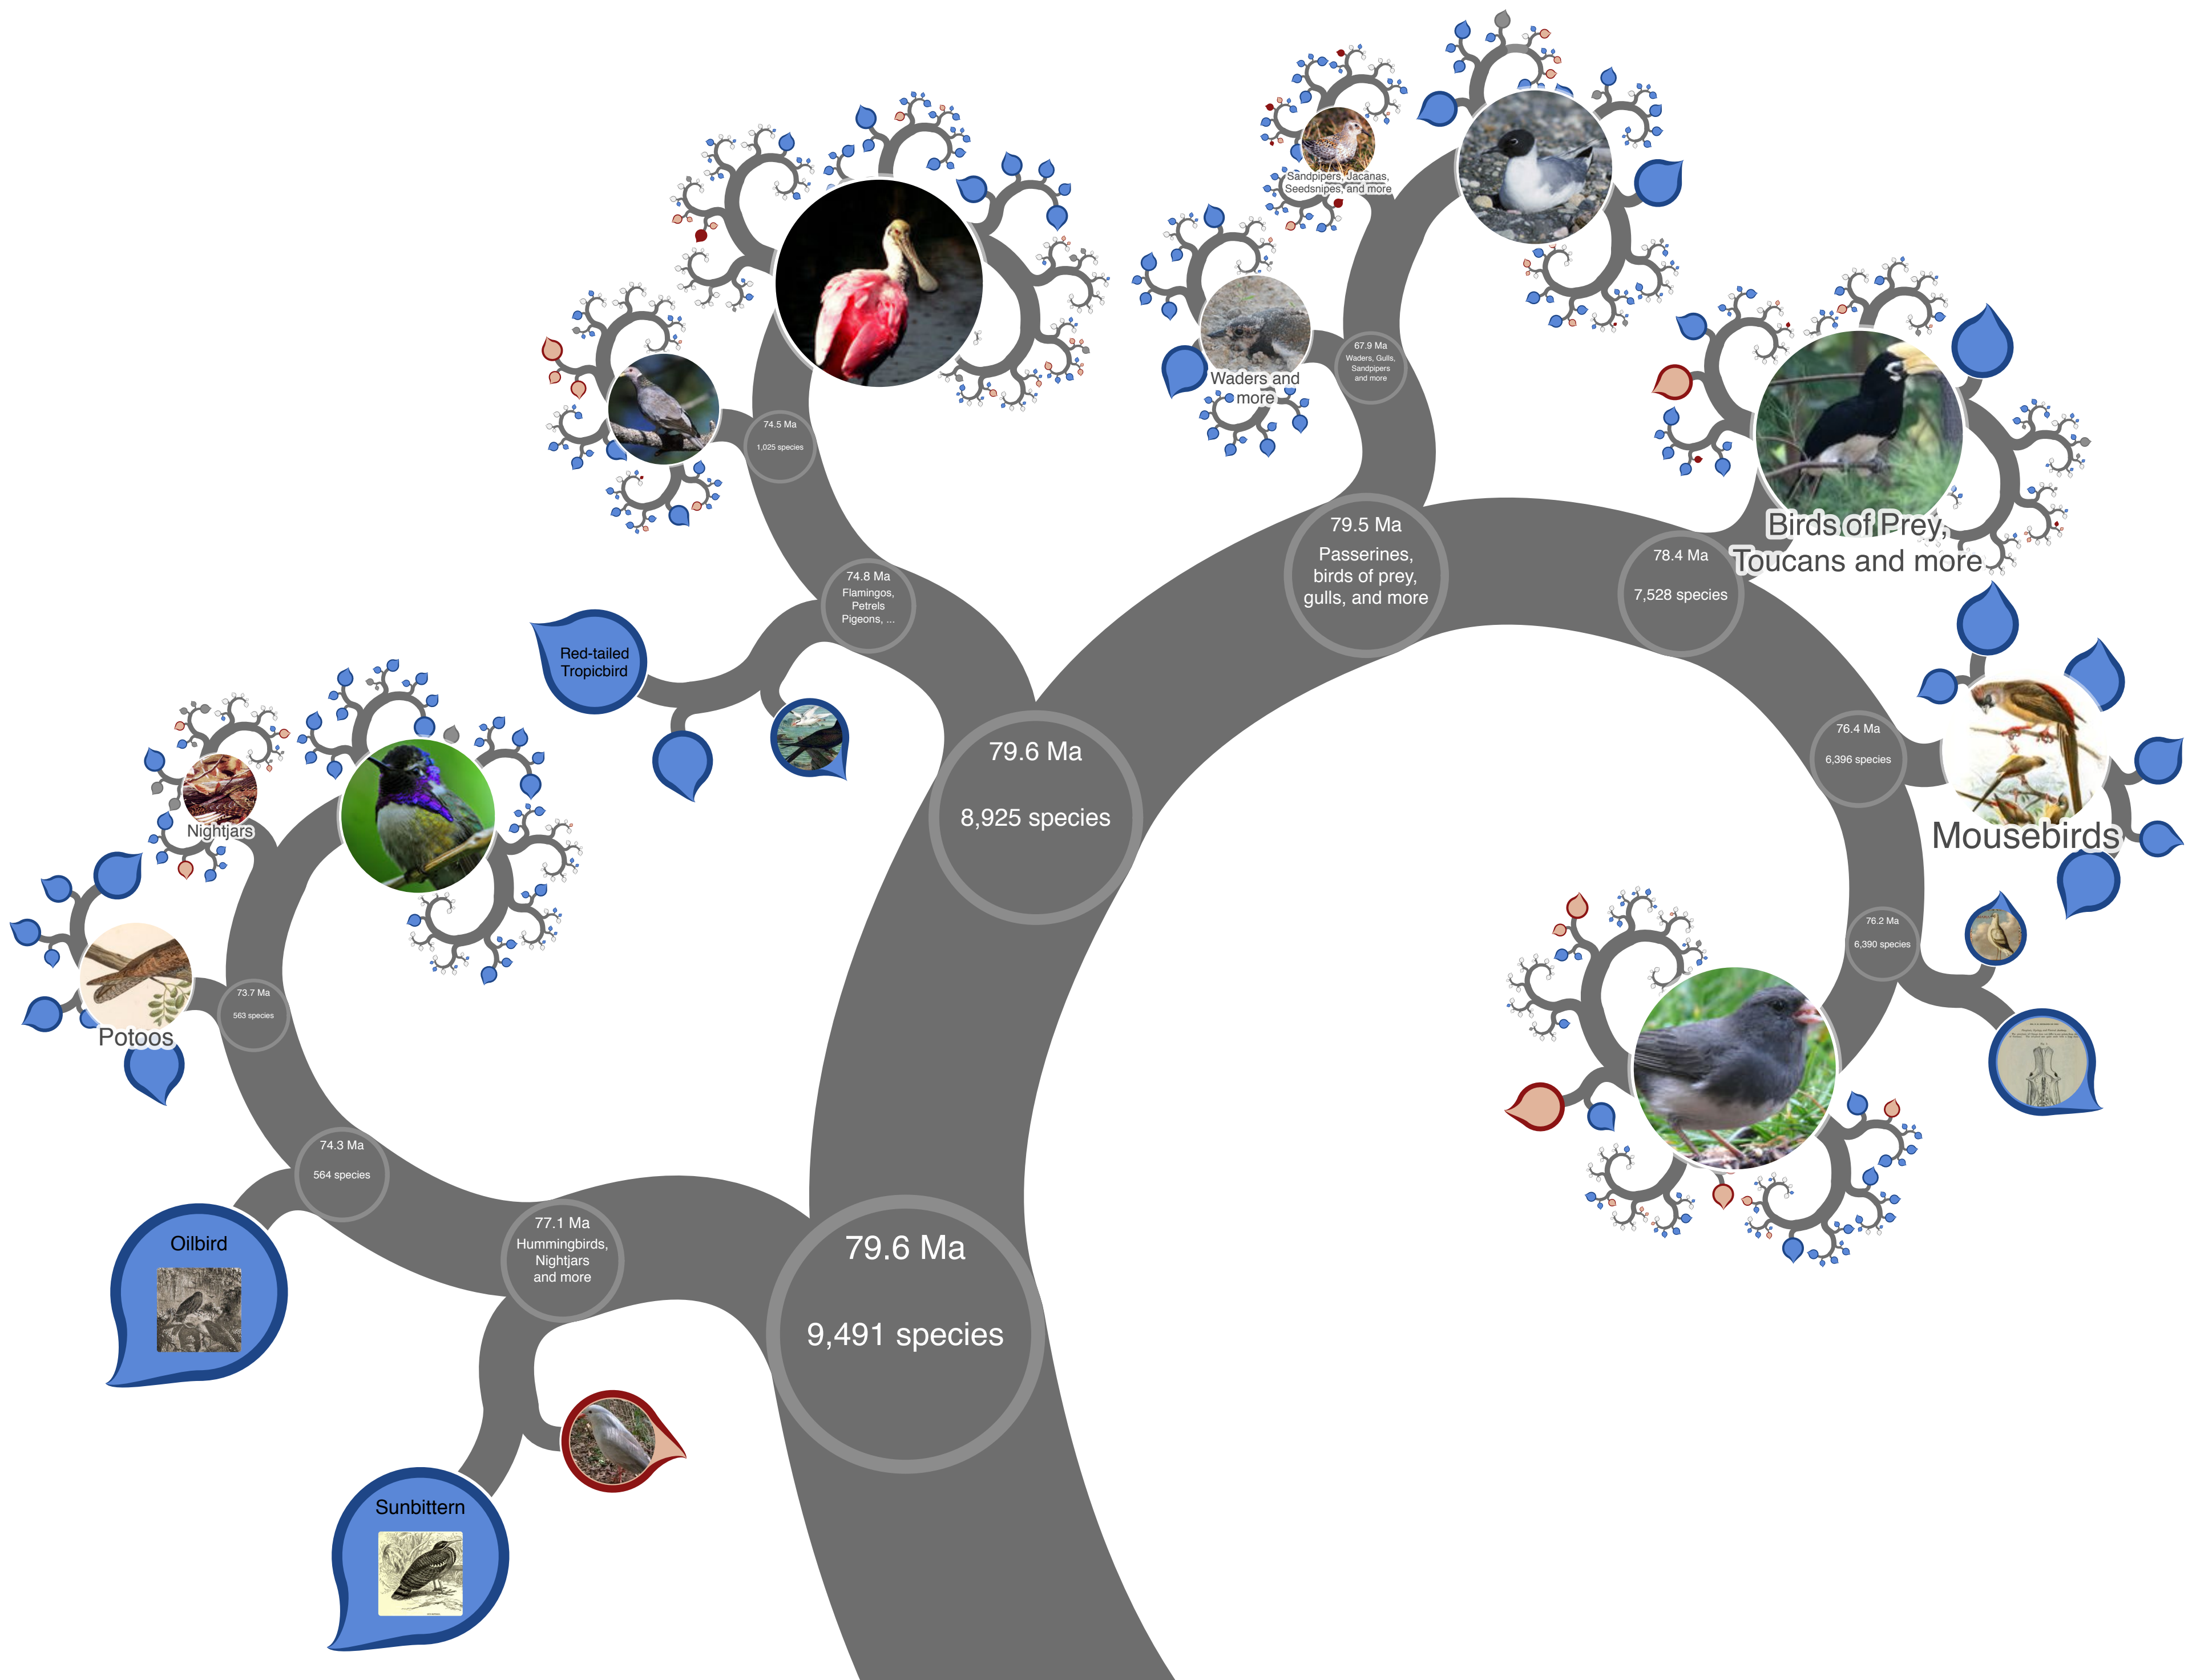 Sandpipers, Jacanas,
Seedsnipes, and more
67.9 Ma
Waders, Gulls,
Sandpipers
and more
Waders and
more
74.5 Ma
1,025 species
79.5 Ma
Passerines,
birds of prey,
gulls, and more
Birds of Prey,
Toucans and more
78.4 Ma
7,528 species
74.8 Ma
Flamingos,
Petrels
Pigeons, ...
Red-tailed
Tropicbird
79.6 Ma
8,925 species
76.4 Ma
6,396 species
Mousebirds
Nightjars
76.2 Ma
6,390 species
73.7 Ma
563 species
Potoos
74.3 Ma
564 species
77.1 Ma
Hummingbirds,
Nightjars
and more
Oilbird
79.6 Ma
9,491 species
Sunbittern